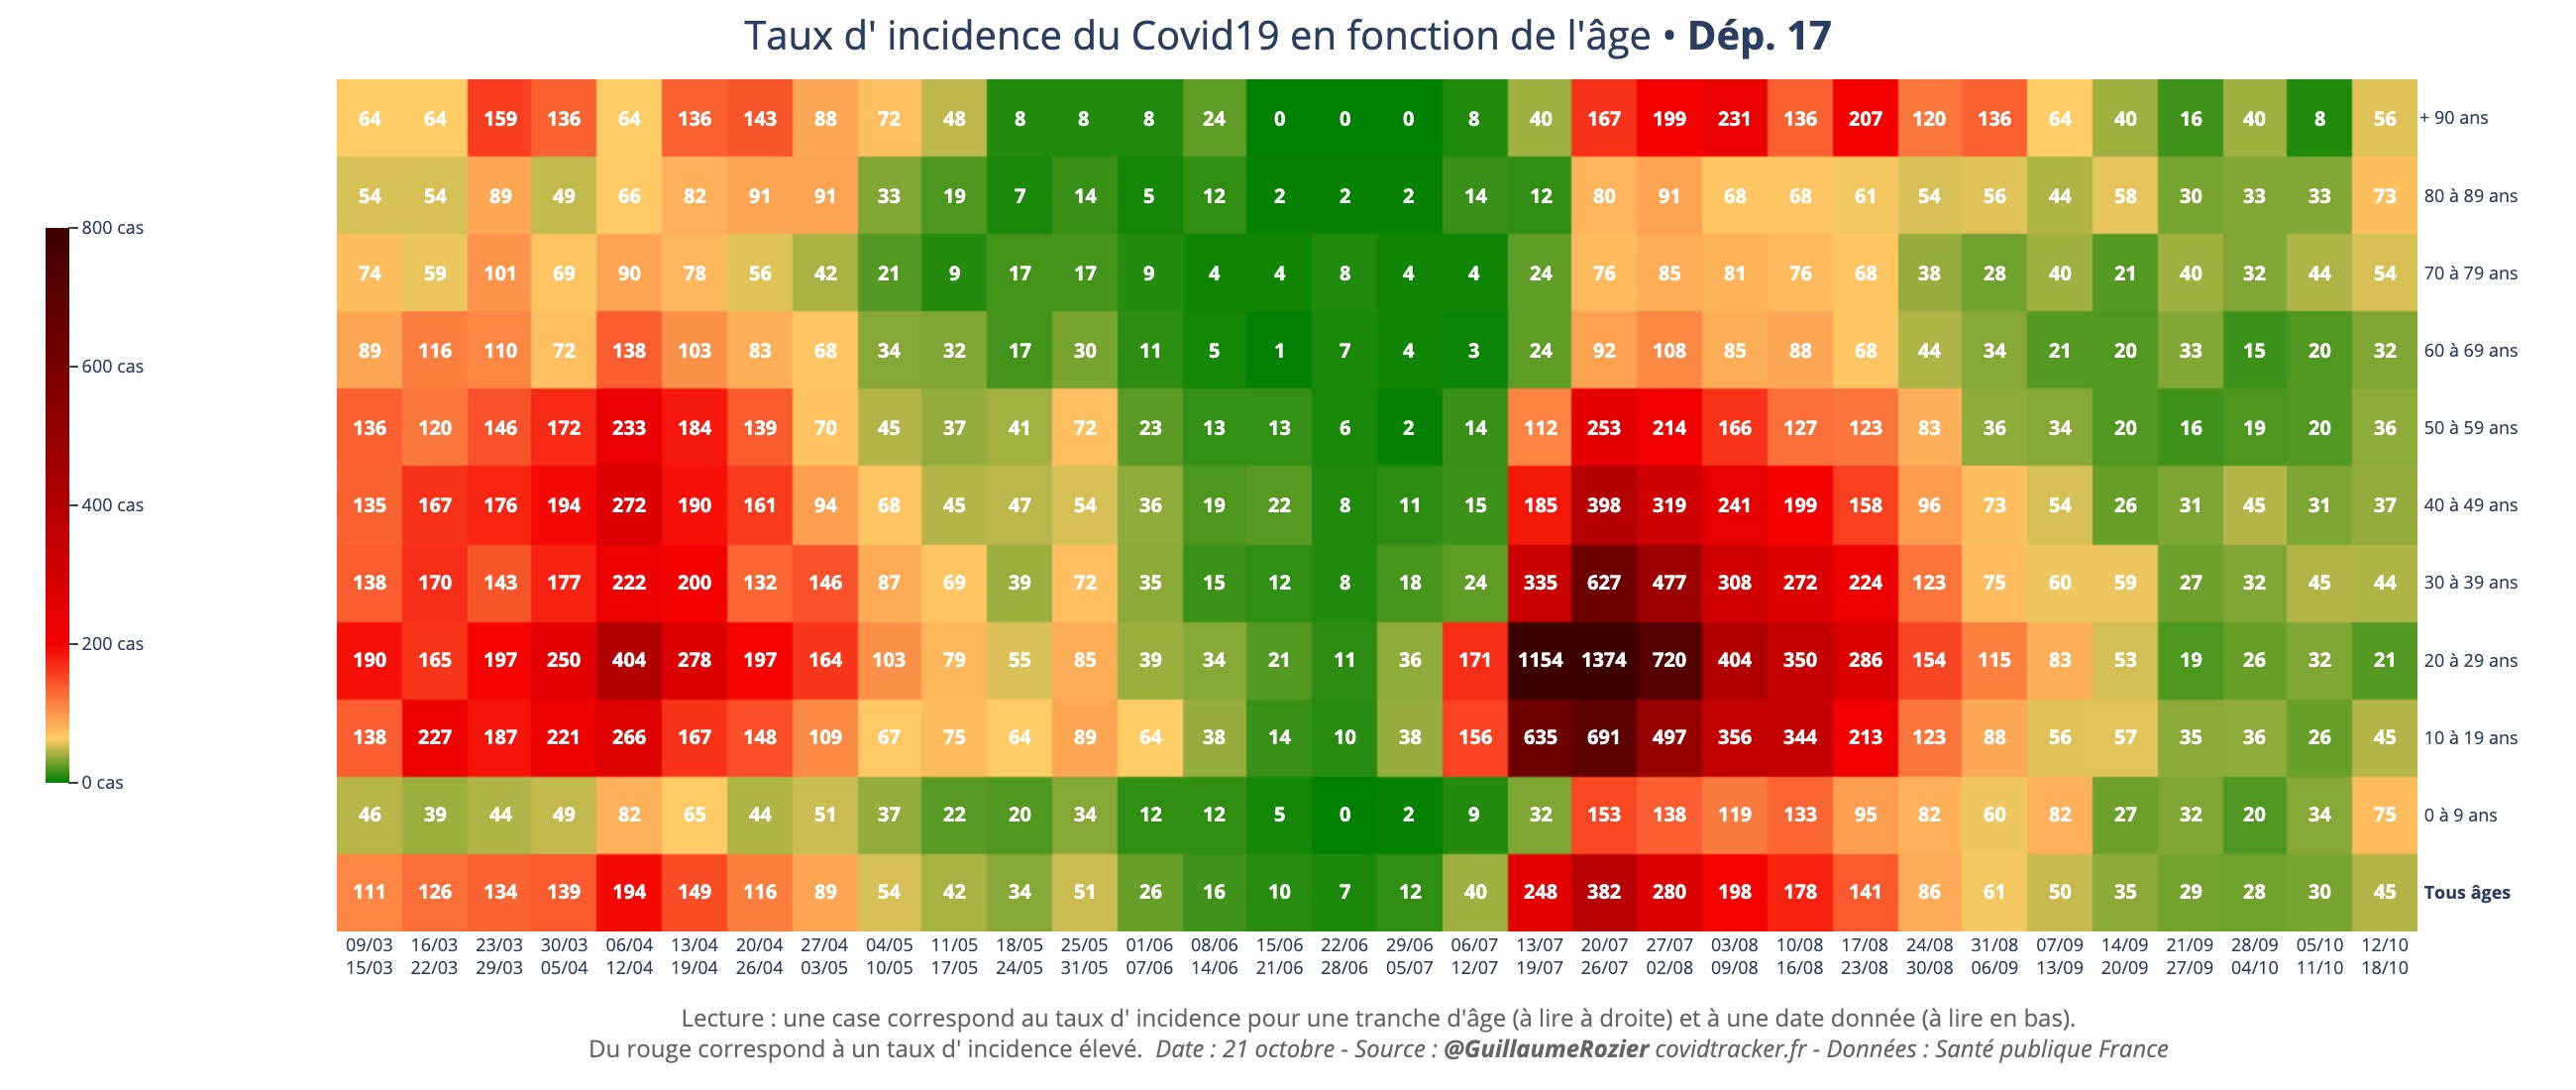 Taux d' incidence du Covid19 en fonction de l'âge • Dép. 17
800 cas
600 cas
400 cas
200 cas
0 cas
64 64 159 136 64 136 143 88 72 48 8 8 8 24 0 0 0 8 40 167 199 231 136 207 120 136 64 40 16 40 8 56 + 90 ans
54 54 89 49 66 82 91 91 33 19 7 14 5 12 2 2 2 14 12 80 91 68 68 61 54 56 44 58 30 33 33 73 80 à 89 ans
74 59 101 69 90 78 56 42 21 9 17 17 9 4 4 8 4 4 24 76 85 81 76 68 38 28 40 21 40 32 44 54 70 à 79 ans
89 116 110 72 138 103 83 68 34 32 17 30 11 5 1 7 4 3 24 92 108 85 88 68 44 34 21 20 33 15 20 32 60 à 69 ans
136 120 146 172 233 184 139 70 45 37 41 72 23 13 13 6 2 14 112 253 214 166 127 123 83 36 34 20 16 19 20 36 50 à 59 ans
135 167 176 194 272 190 161 94 68 45 47 54 36 19 22 8 11 15 185 398 319 241 199 158 96 73 54 26 31 45 31 37 40 à 49 ans
138 170 143 177 222 200 132 146 87 69 39 72 35 15 12 8 18 24 335 627 477 308 272 224 123 75 60 59 27 32 45 44 30 à 39 ans
190 165 197 250 404 278 197 164 103 79 55 85 39 34 21 11 36 171 1154 1374 720 404 350 286 154 115 83 53 19 26 32 21 20 à 29 ans
138 227 187 221 266 167 148 109 67 75 64 89 64 38 14 10 38 156 635 691 497 356 344 213 123 88 56 57 35 36 26 45 10 à 19 ans
46 39 44 49 82 65 44 51 37 22 20 34 12 12 5 0 2 9 32 153 138 119 133 95 82 60 82 27 32 20 34 75 0 à 9 ans
111 126 134 139 194 149 116 89 54 42 34 51 26 16 10 7 12 40 248 382 280 198 178 141 86 61 50 35 29 28 30 45 Tous âges
09/03 16/03 23/03 30/03 06/04 13/04 20/04 27/04 04/05 11/05 18/05 25/05 01/06 08/06 15/06 22/06 29/06 06/07 13/07 20/07 27/07 03/08 10/08 17/08 24/08 31/08 07/09 14/09 21/09 28/09 05/10 12/10
15/03 22/03 29/03 05/04 12/04 19/04 26/04 03/05 10/05 17/05 24/05 31/05 07/06 14/06 21/06 28/06 05/07 12/07 19/07 26/07 02/08 09/08 16/08 23/08 30/08 06/09 13/09 20/09 27/09 04/10 11/10 18/10
Lecture : une case correspond au taux d' incidence pour une tranche d'âge (à lire à droite) et à une date donnée (à lire en bas).
Du rouge correspond à un taux d' incidence élevé. Date : 21 octobre - Source : @GuillaumeRozier covidtracker.fr - Données : Santé publique France